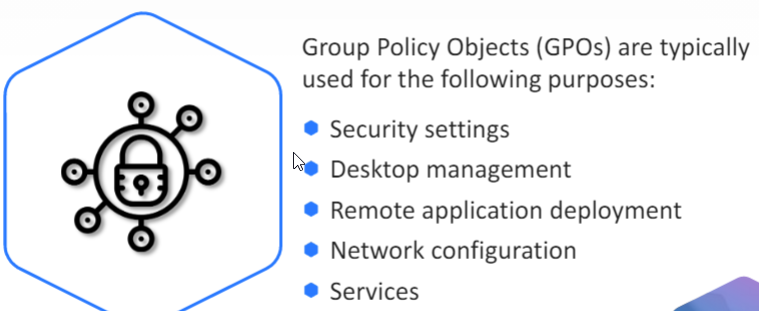 Group Policy Objects (GPOs) are typically
used for the following purposes:
Security settings
Desktop management
Remote application deployment
Network configuration
Services